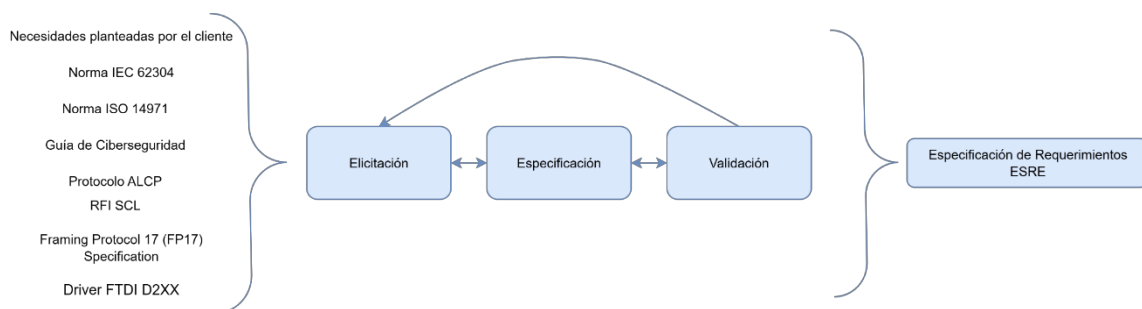 Necesidades planteadas por el cliente
Norma IEC 62304
Norma ISO 14971
Guía de Ciberseguridad
Protocolo ALCP
RFI SCL
Framing Protocol 17 (FP17)
Specification
Driver FTDI D2XX
Elicitación
Especificación
Validación
Especificación de Requerimientos
ESRE